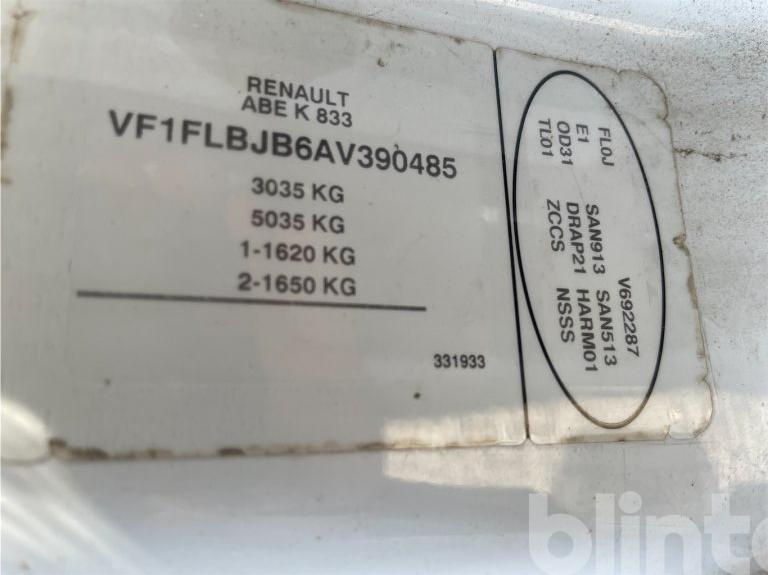 RENAULT
ABE K 833
VF1FLBJB6AV390485
3035 KG
5035 KG
1-1620 KG
2-1650 KG
331933
FL0J V692287
E1 SAN913 SAN513
OD31 DRAP21 HARM01
TL01 ZCCS NSSS